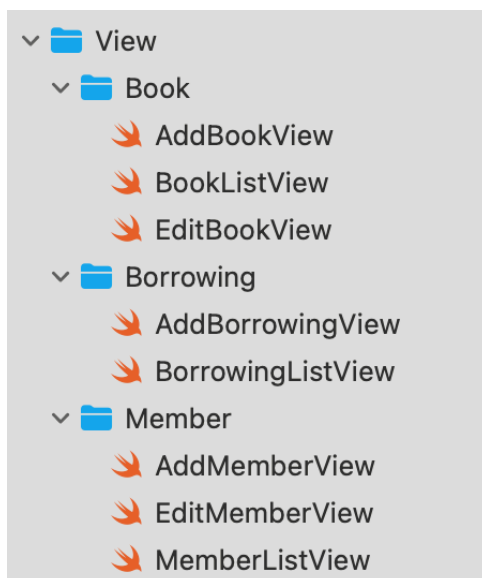 View
Book
AddBookView
BookListView
EditBookView
Borrowing
AddBorrowingView
BorrowingListView
Member
AddMemberView
EditMemberView
MemberListView